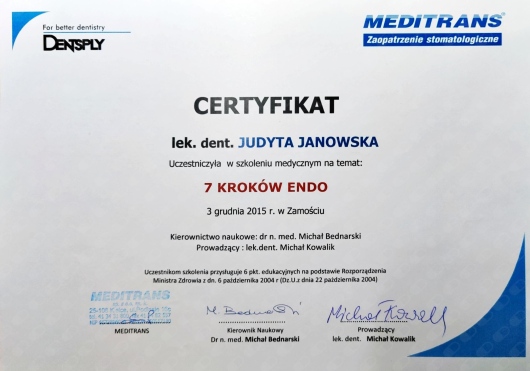 For better dentistry
DENTSPLY
MEDITRANS
Zaopatrzenie stomatologiczne
CERTYFIKAT
lek. dent. JUDYTA JANOWSKA
Uczestniczyła w szkoleniu medycznym na temat:
7 KROKÓW ENDO
3 grudnia 2015 r. w Zamościu
Kierownictwo naukowe: dr n. med. Michał Bednarski
Prowadzący : lek.dent. Michał Kowalik
Uczestnikom szkolenia przysługuje 6 pkt. edukacyjnych na podstawie Rozporządzenia
Ministra Zdrowia z dn. 6 października 2004 r (Dz.U.z dnia 22 października 2004)
MEDITRANS
MEDITRANS
Kierownik Naukowy
Dr n. med. Michał Bednarski
Prowadzący
lek. dent. Michał Kowalik